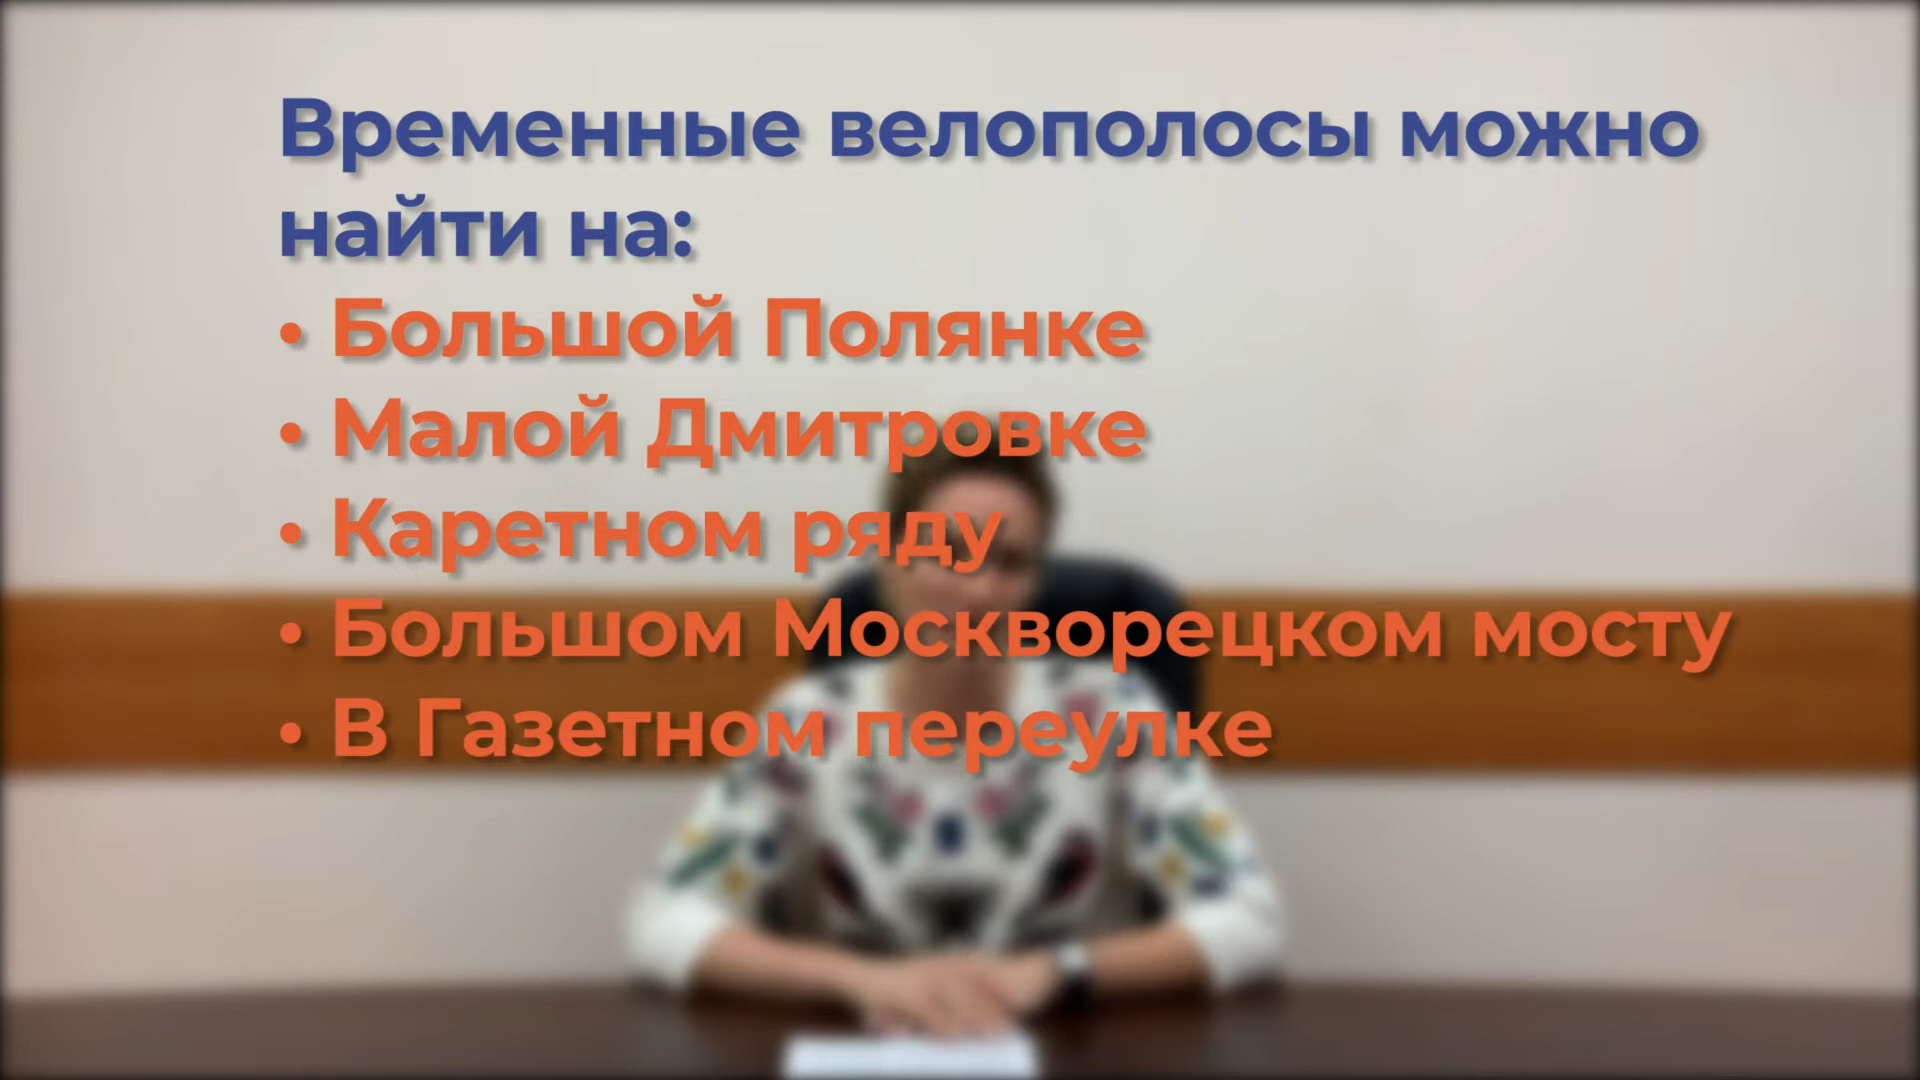 Временные велополосы можно
найти на:
• Большой Полянке
• Малой Дмитровке
• Каретном ряду
• Большом Москворецком мосту
• В Газетном переулке